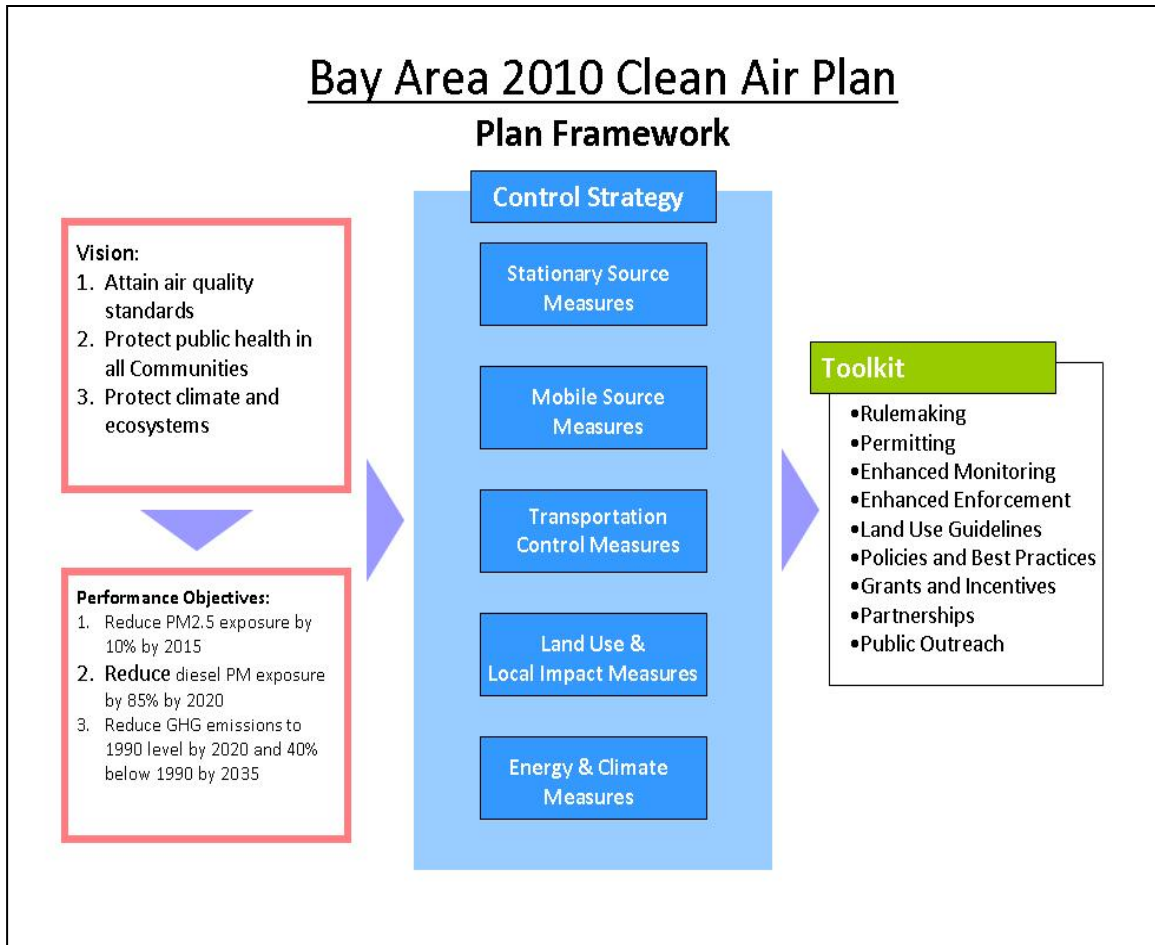 Bay Area 2010 Clean Air Plan
Plan Framework
Vision:
1. Attain air quality
standards
2. Protect public health in
all Communities
3. Protect climate and
ecosystems
Performance Objectives:
1. Reduce PM2.5 exposure by
10% by 2015
2. Reduce diesel PM exposure
by 85% by 2020
3. Reduce GHG emissions to
1990 level by 2020 and 40%
below 1990 by 2035
Control Strategy
Stationary Source
Measures
Mobile Source
Measures
Transportation
Control Measures
Land Use &
Local Impact Measures
Energy & Climate
Measures
Toolkit
•Rulemaking
•Permitting
•Enhanced Monitoring
•Enhanced Enforcement
•Land Use Guidelines
•Policies and Best Practices
•Grants and Incentives
•Partnerships
•Public Outreach